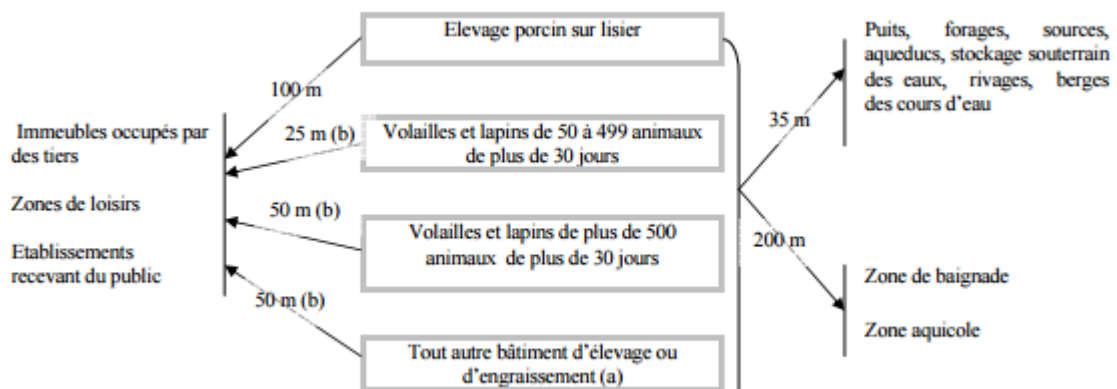 Elevage porcin sur lisier
Puits, forages, sources,
aqueducs, stockage souterrain
des eaux, rivages, berges
des cours d'eau
100 m
35 m
Immeubles occupés par
des tiers
25 m (b)
Volailles et lapins de 50 à 499 animaux
de plus de 30 jours
Zones de loisirs
50 m (b)
Volailles et lapins de plus de 500
animaux de plus de 30 jours
200 m
Etablissements
recevant du public
Zone de baignade
50 m (b)
Zone aquicole
Tout autre bâtiment d'élevage ou
d'engraissement (a)